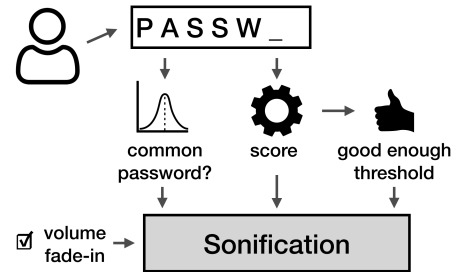 PASSW_
common
password?
score
good enough
threshold
volume
fade-in
Sonification